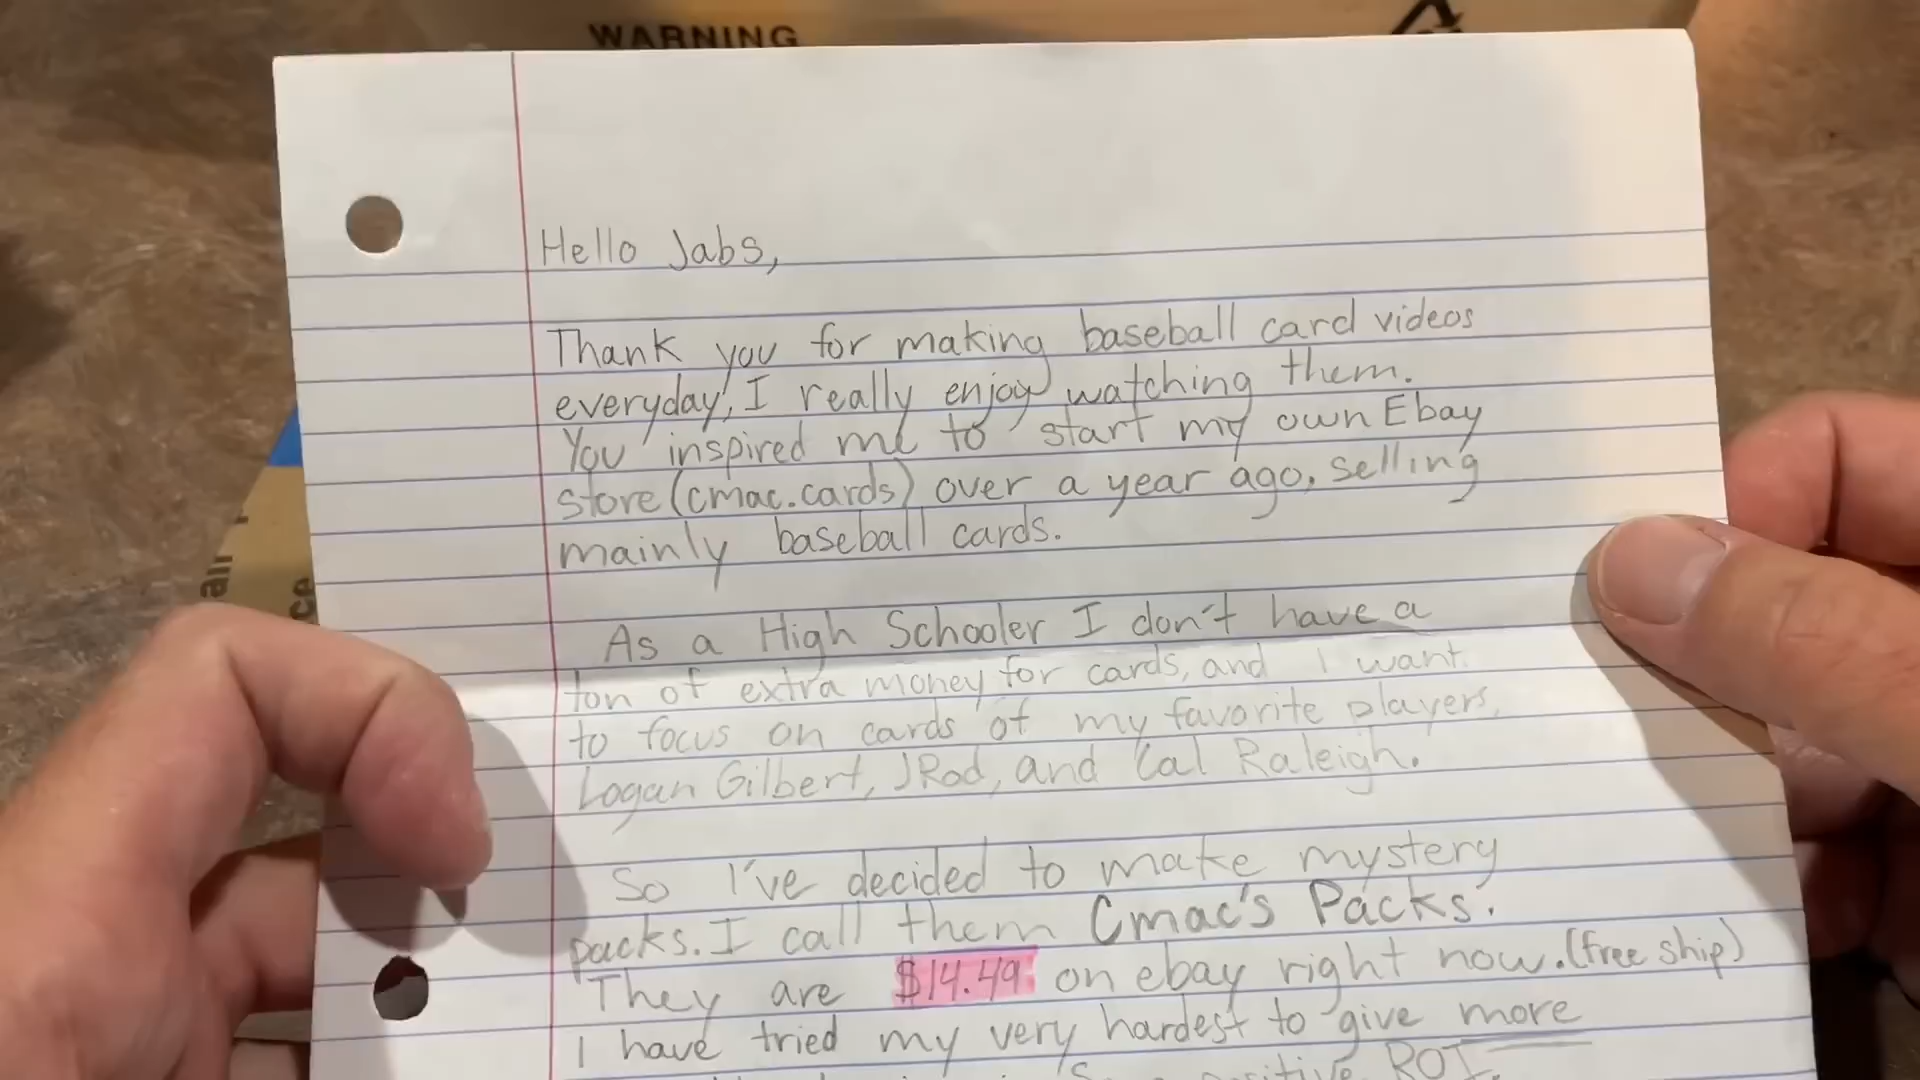 WARNING
Hello Jabs,
Thank you for making baseball card videos
everyday, I really enjoy watching them.
You inspired me to start my own Ebay
store (cmac.cards) over a year ago, selling
mainly baseball cards.
As a High Schooler I don't have a
ton of extra money for cards, and I want
to focus on cards of my favorite players,
Logan Gilbert, JRod, and Cal Raleigh.
So I've decided to make mystery
packs. I call them Cmac's Packs.
They are $14.49 on ebay right now. (free ship)
I have tried my very hardest to give more
positive ROI.